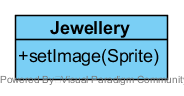 Jewellery
+setImage(Sprite)
Powered By Visual Paradigm Community